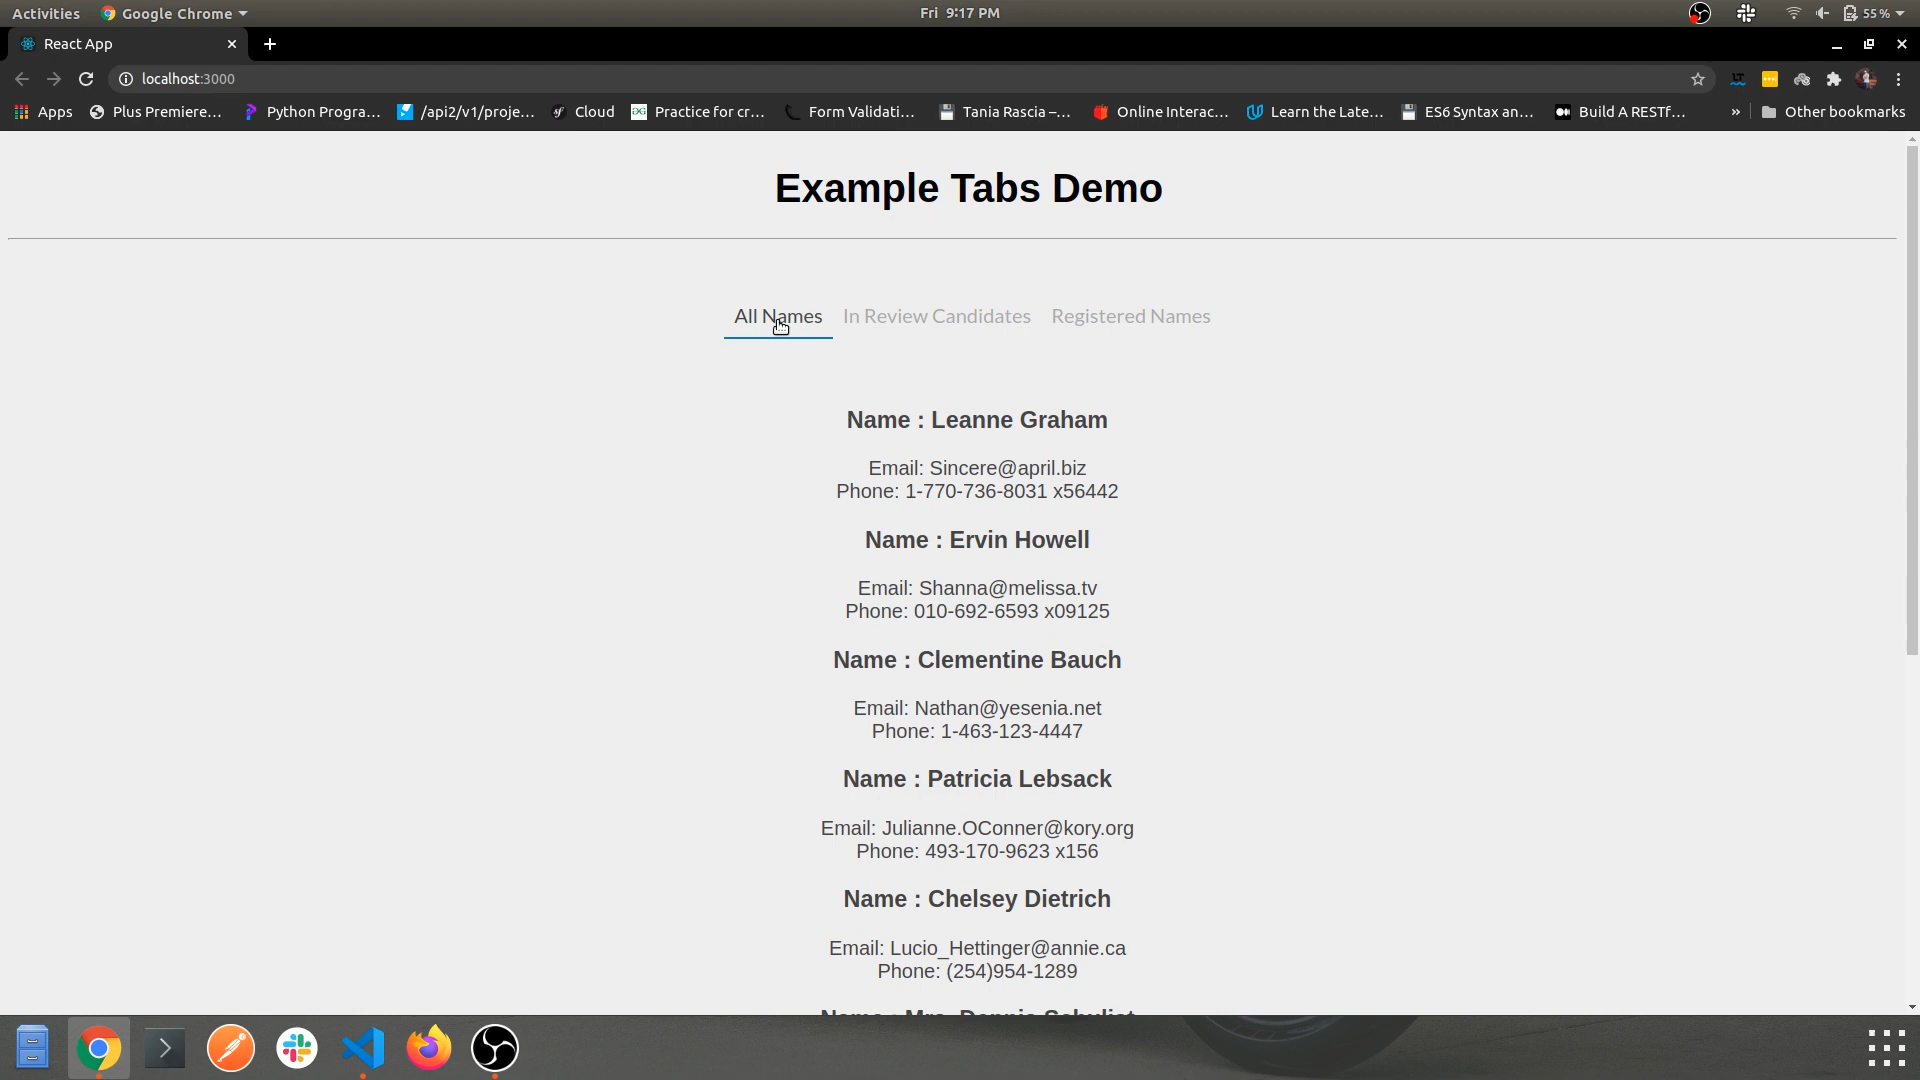 Activities
Google Chrome
Fri 9:17 PM
55 %
React App
localhost:3000
Apps
Plus Premiere...
Python Progra...
/api2/v1/proje...
Cloud
Practice for cr...
Form Validati...
Tania Rascia –...
Online Interac...
Learn the Late...
ES6 Syntax an...
Build A RESTf...
»
Other bookmarks
Example Tabs Demo
All Names
In Review Candidates
Registered Names
Name : Leanne Graham
Email: Sincere@april.biz
Phone: 1-770-736-8031 x56442
Name : Ervin Howell
Email: Shanna@melissa.tv
Phone: 010-692-6593 x09125
Name : Clementine Bauch
Email: Nathan@yesenia.net
Phone: 1-463-123-4447
Name : Patricia Lebsack
Email: Julianne.OConner@kory.org
Phone: 493-170-9623 x156
Name : Chelsey Dietrich
Email: Lucio_Hettinger@annie.ca
Phone: (254)954-1289
Name : Mrs. Dennis Schulist